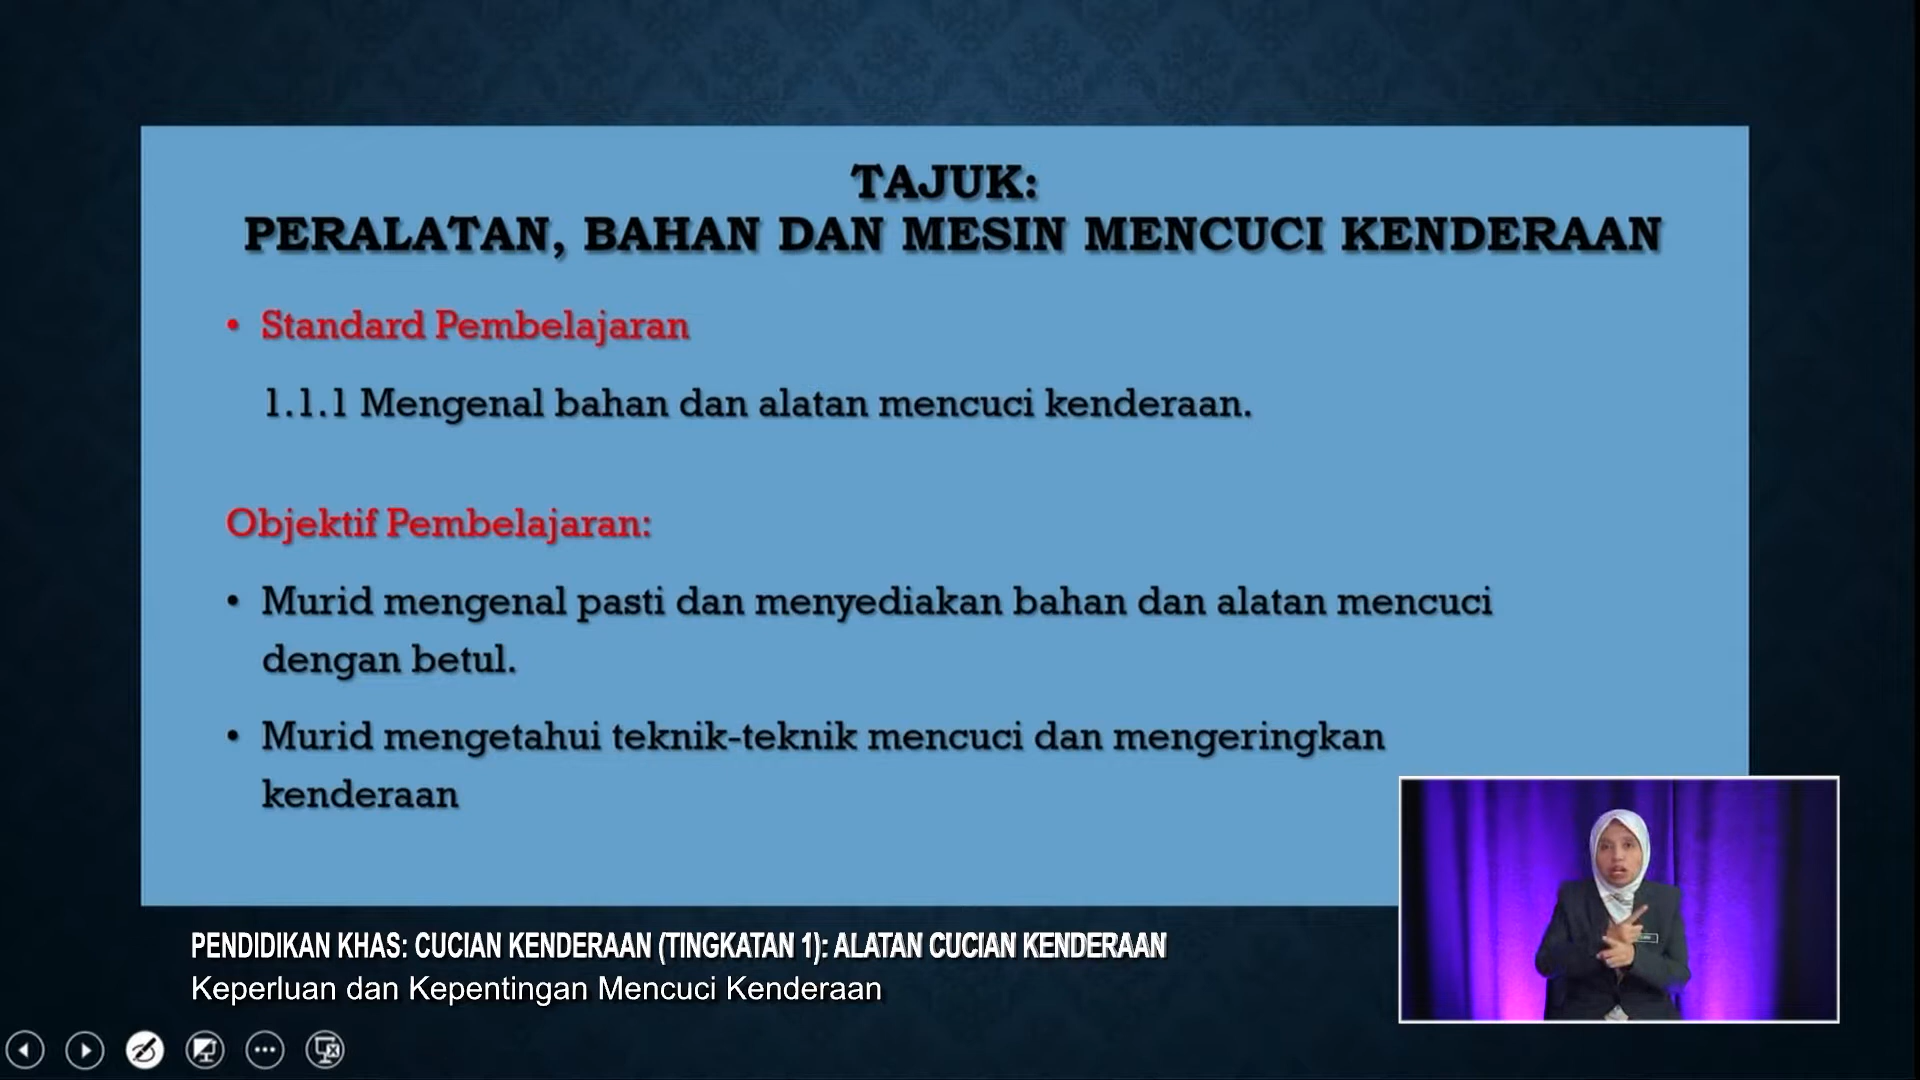 TAJUK:
PERALATAN, BAHAN DAN MESIN MENCUCI KENDERAAN
• Standard Pembelajaran
1.1.1 Mengenal bahan dan alatan mencuci kenderaan.
Objektif Pembelajaran:
• Murid mengenal pasti dan menyediakan bahan dan alatan mencuci
dengan betul.
• Murid mengetahui teknik-teknik mencuci dan mengeringkan
kenderaan
PENDIDIKAN KHAS: CUCIAN KENDERAAN (TINGKATAN 1): ALATAN CUCIAN KENDERAAN
Keperluan dan Kepentingan Mencuci Kenderaan